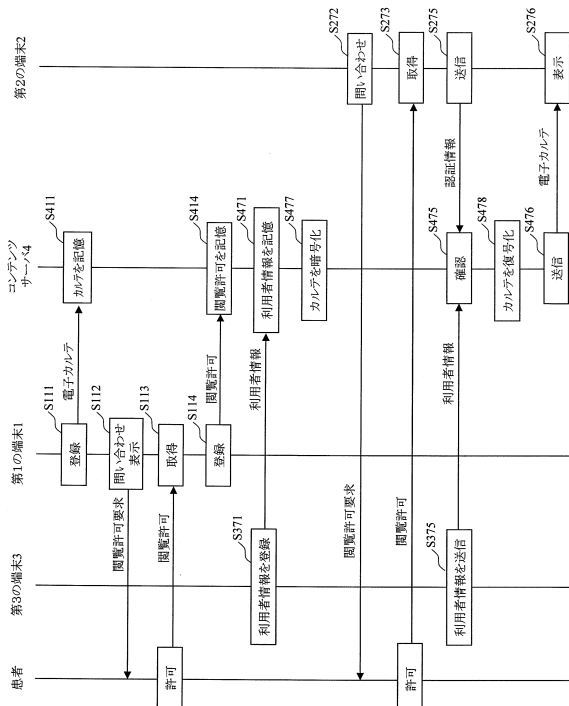 患者
第3の端末3
第1の端末1
コンテンツ
サーバ4
第2の端末2
S111
登録
電子カルテ
S411
カルテを記憶
S112
問い合わせ
表示
閲覧許可要求
許可
閲覧許可
S113
取得
S114
登録
閲覧許可
S414
閲覧許可を記憶
S371
利用者情報を登録
利用者情報
S471
利用者情報を記憶
S477
カルテを暗号化
S272
問い合わせ
閲覧許可要求
許可
閲覧許可
S273
取得
S375
利用者情報を送信
利用者情報
S475
確認
認証情報
S275
送信
S478
カルテを復号化
S476
送信
電子カルテ
S276
表示